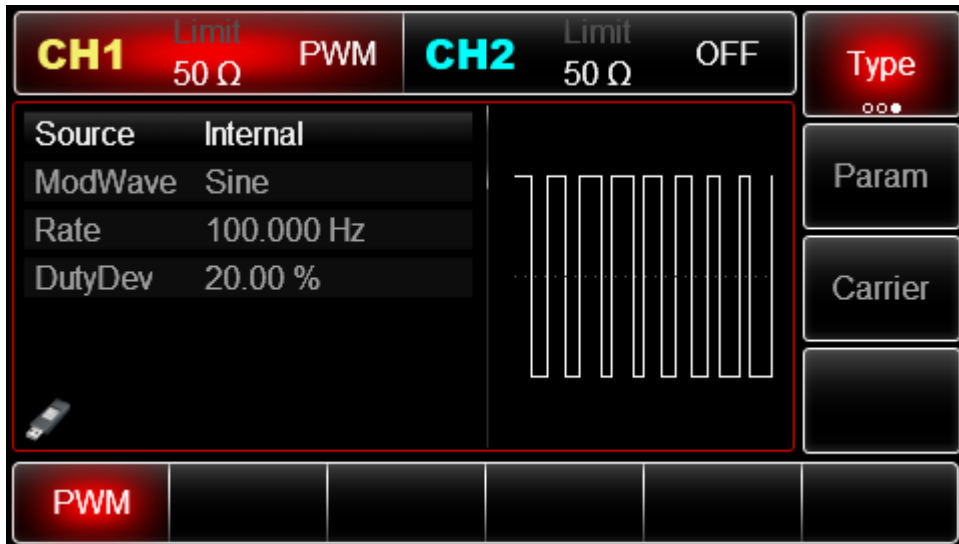 CH1 Limit 50 Ω PWM
CH2 Limit 50 Ω OFF
Type
Source Internal
ModWave Sine
Rate 100.000 Hz
DutyDev 20.00 %
Param
Carrier
PWM